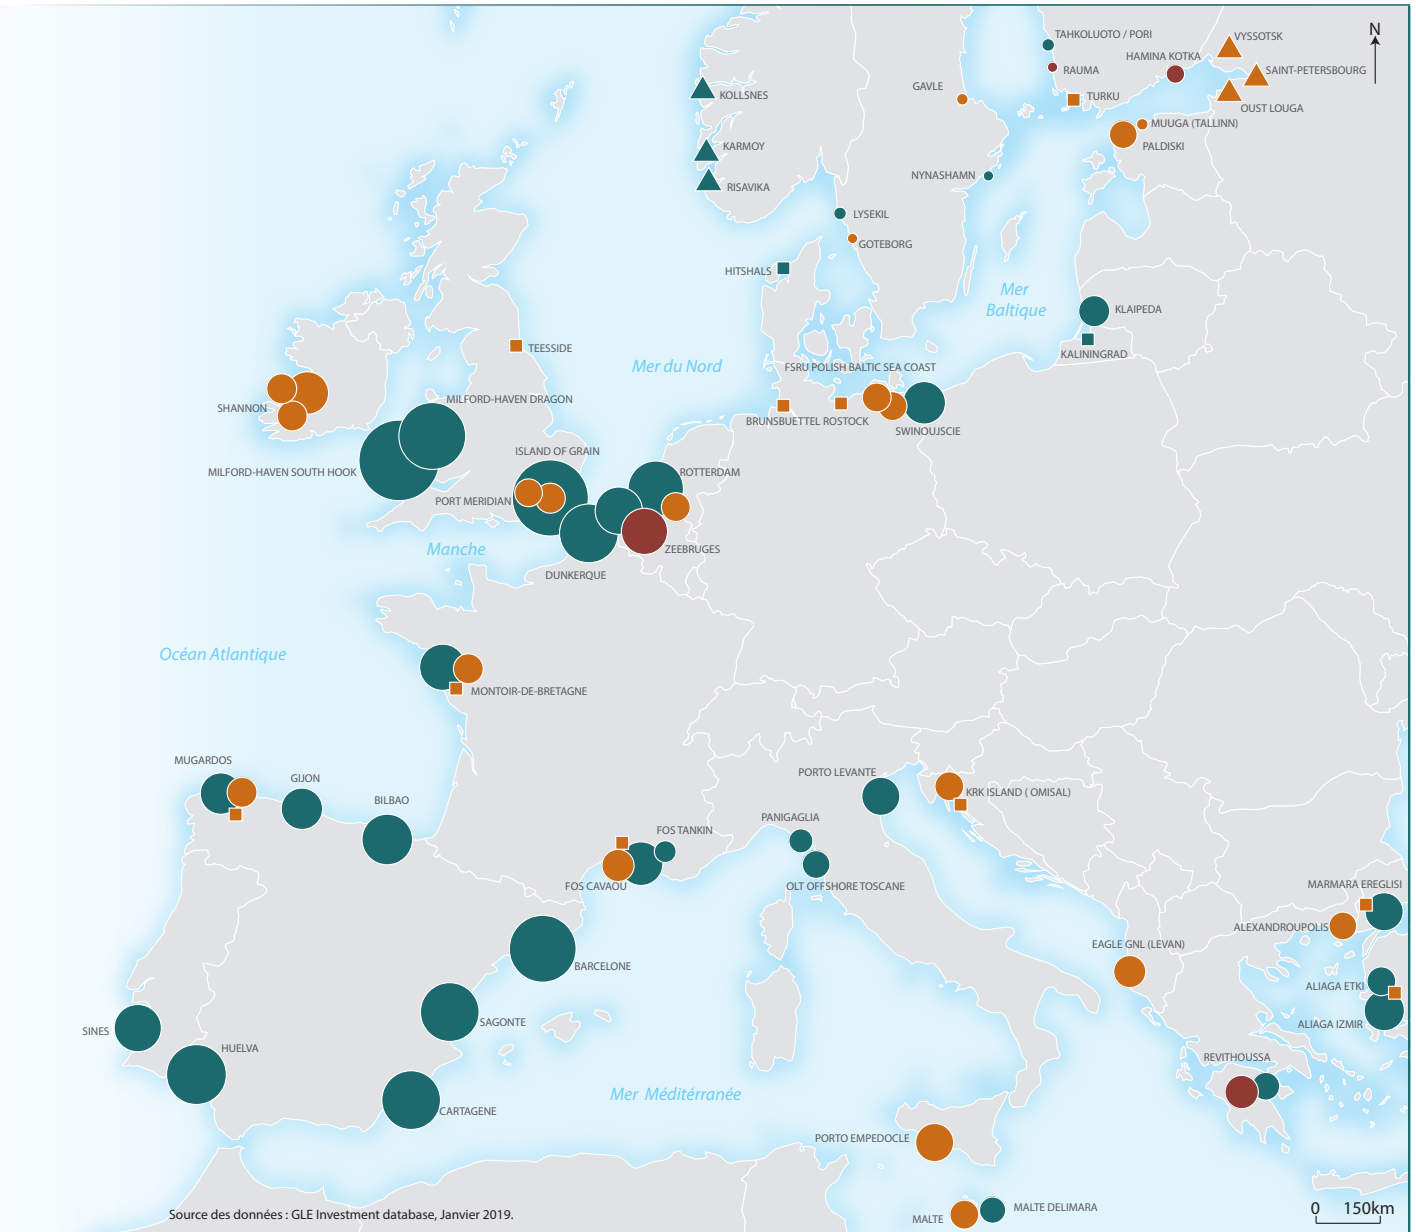 TAHKOLUOTO / PORI
VYSSOTSK
N
HAMINA KOTKA
RAUMA
SAINT-PETERSBOURG
GAVLE
KOLLSNES
TURKU
OUST LOUGA
MUUGA (TALLINN)
KARMOY
PALDISKI
NYNASHAMN
RISAVIKA
LYSEKIL
GOTEBORG
HITSHALS
Mer
Baltique
KLAIPEDA
TEESSIDE
KALININGRAD
Mer du Nord
FSRU POLISH BALTIC SEA COAST
MILFORD-HAVEN DRAGON
SHANNON
BRUNSBUETTEL ROSTOCK
SWINOUJSCIE
ISLAND OF GRAIN
MILFORD-HAVEN SOUTH HOOK
ROTTERDAM
PORT MERIDIAN
Manche
ZEEBRUGES
DUNKERQUE
Océan Atlantique
MONTOIR-DE-BRETAGNE
MUGARDOS
GIJON
PORTO LEVANTE
BILBAO
KRK ISLAND ( OMISAL)
PANIGAGLIA
FOS TANKIN
FOS CAVAOU
OLT OFFSHORE TOSCANE
MARMARA EREGLISI
ALEXANDROUPOLIS
EAGLE GNL (LEVAN)
BARCELONE
ALIAGA ETKI
SAGONTE
ALIAGA IZMIR
SINES
HUELVA
REVITHOUSSA
Mer Méditérranée
CARTAGENE
PORTO EMPEDOCLE
MALTE DELIMARA
MALTE
Source des données : GLE Investment database, Janvier 2019.
0 150km